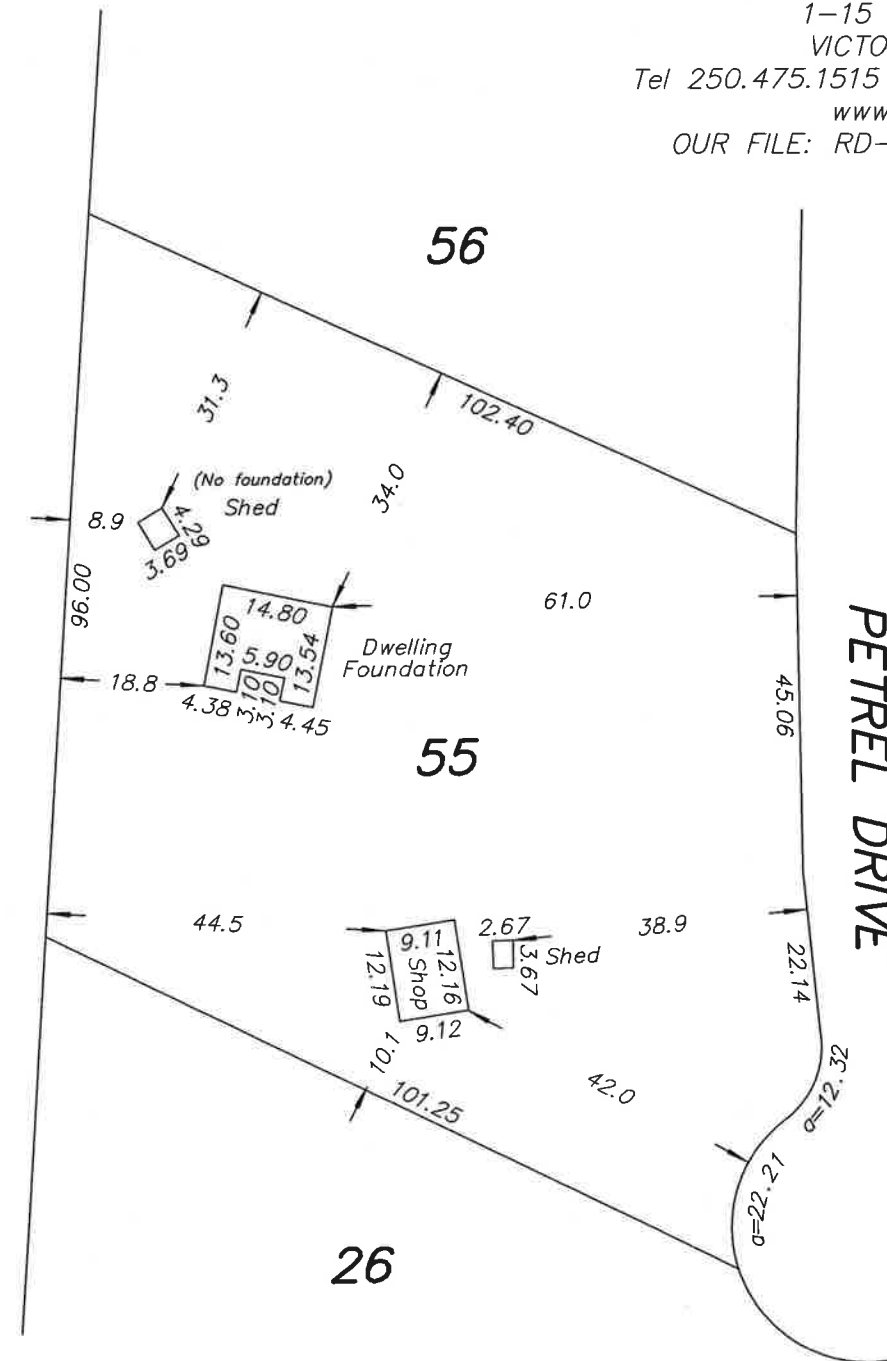 1-15
VICTO
Tel 250.475.1515
www
OUR FILE: RD-
56
31.3
102.40
34.0
(No foundation)
Shed
8.9
4.29
3.69
96.00
14.80
61.0
13.60
5.90
13.54
Dwelling
Foundation
18.8
4.38
3.10
3.10
4.45
45.06
PETREL DRIVE
55
44.5
9.11
2.67
38.9
12.19
Shop
12.16
3.67
Shed
22.14
9.12
10.1
101.25
42.0
a=12.32
a=22.21
26